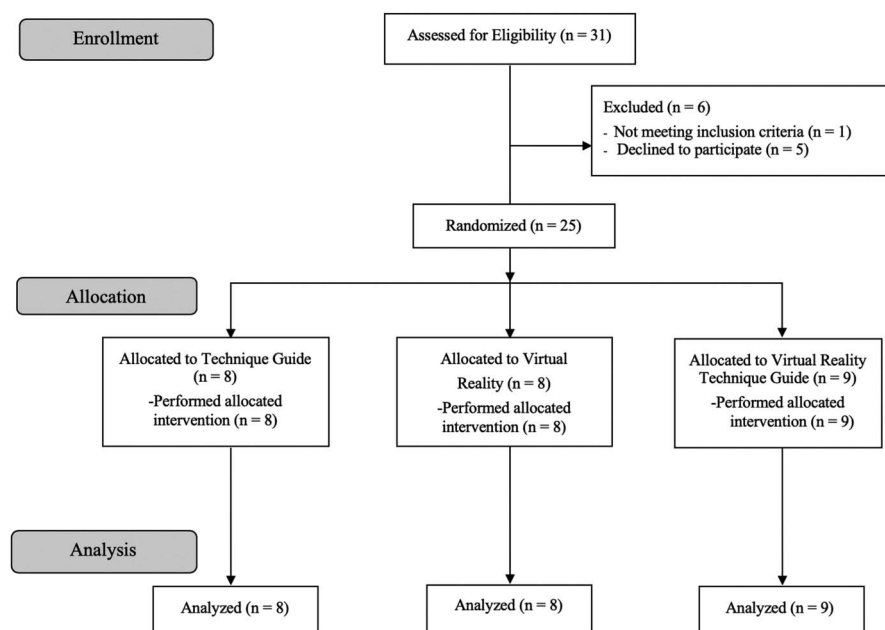 Enrollment
Assessed for Eligibility (n = 31)
Excluded (n = 6)
- Not meeting inclusion criteria (n = 1)
- Declined to participate (n = 5)
Randomized (n = 25)
Allocation
Allocated to Technique Guide
(n = 8)
-Performed allocated
intervention (n = 8)
Allocated to Virtual
Reality (n = 8)
-Performed allocated
intervention (n = 8)
Allocated to Virtual Reality
Technique Guide (n = 9)
-Performed allocated
intervention (n = 9)
Analysis
Analyzed (n = 8)
Analyzed (n = 8)
Analyzed (n = 9)